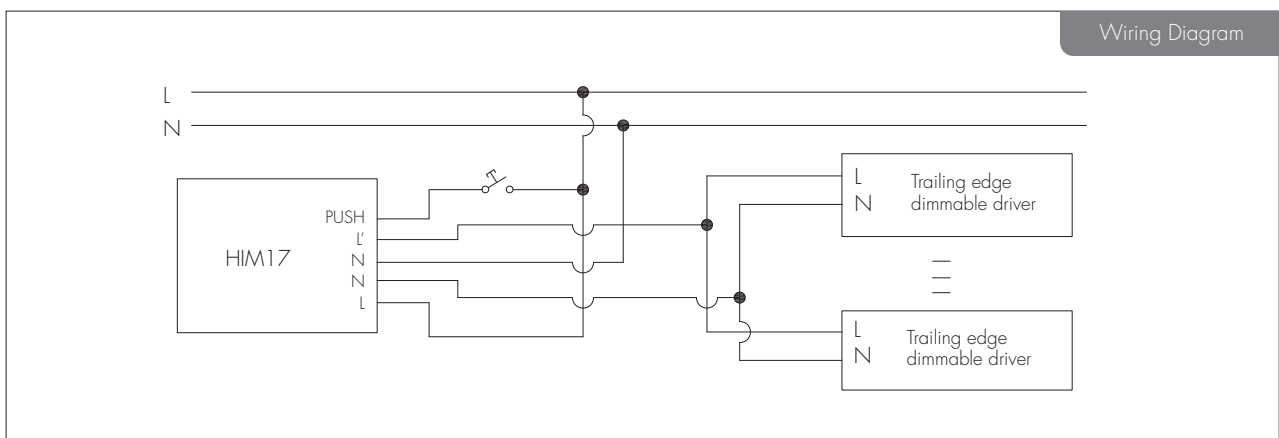 Wiring Diagram
L
N
HIM17
PUSH
L'
N
N
L
L
N
Trailing edge
dimmable driver
L
N
Trailing edge
dimmable driver